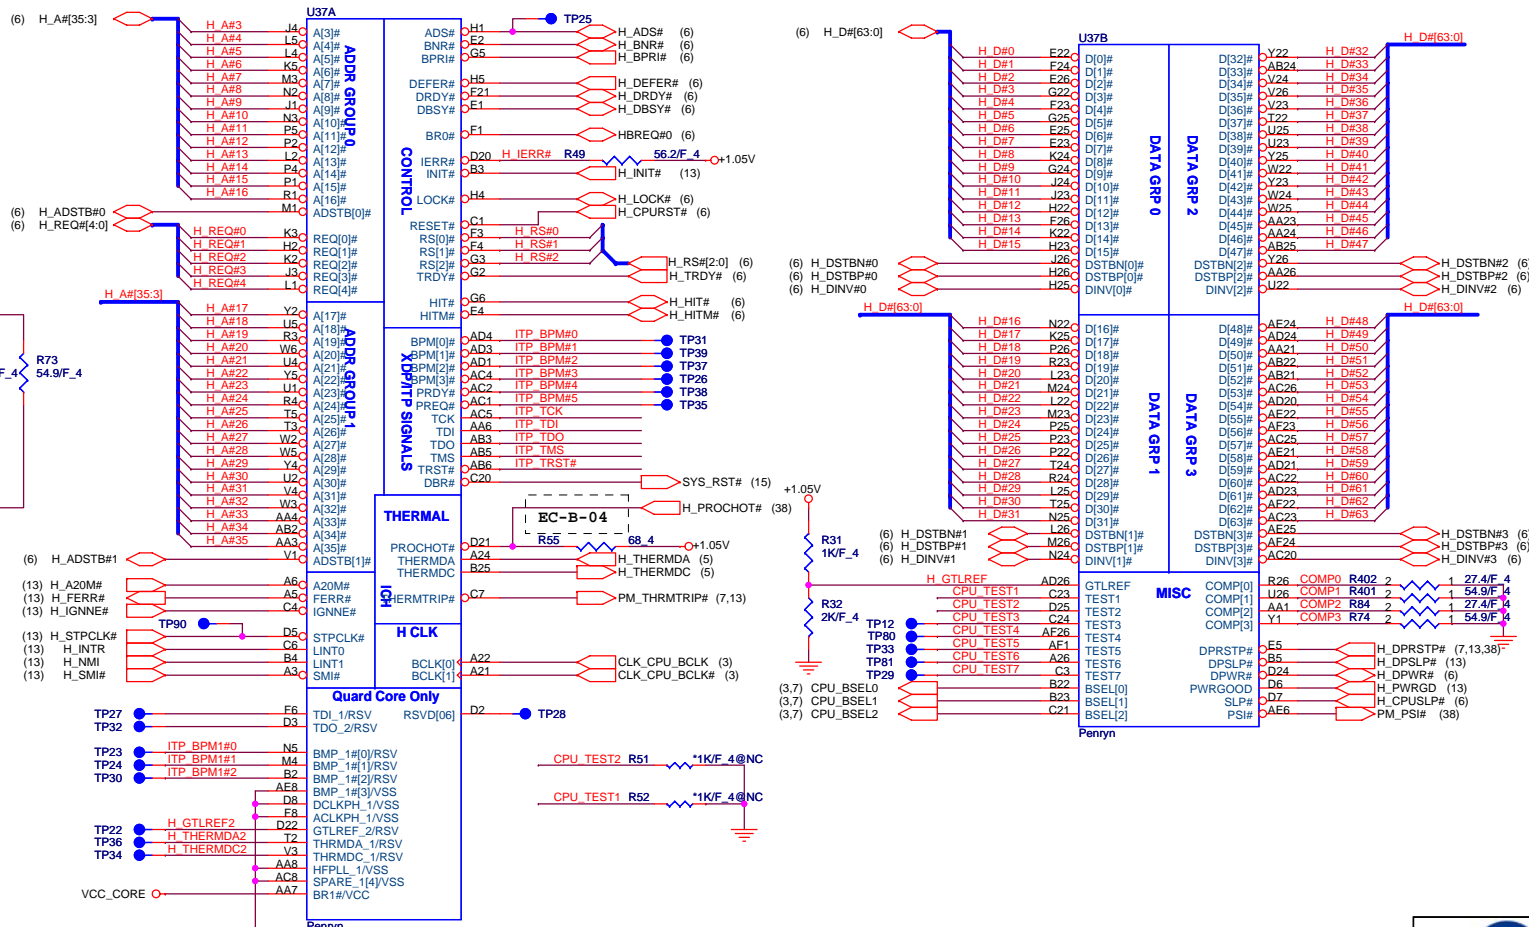 U37A
(6) H_A#[35:3]
H_A#3 J4 A[3]#
H_A#4 L5 A[4]#
H_A#5 L4 A[5]#
H_A#6 K5 A[6]#
H_A#7 M3 A[7]#
H_A#8 N2 A[8]#
H_A#9 J1 A[9]#
H_A#10 N3 A[10]#
H_A#11 P5 A[11]#
H_A#12 P2 A[12]#
H_A#13 L2 A[13]#
H_A#14 P4 A[14]#
H_A#15 P1 A[15]#
H_A#16 R1 A[16]#
(6) H_ADSTB#0 M1 ADSTB[0]#
(6) H_REQ#[4:0]
H_REQ#0 K3 REQ[0]#
H_REQ#1 H2 REQ[1]#
H_REQ#2 K2 REQ[2]#
H_REQ#3 J3 REQ[3]#
H_REQ#4 L1 REQ[4]#
ADDR GROUP 0
H_A#[35:3]
H_A#17 Y2 A[17]#
H_A#18 U5 A[18]#
H_A#19 R3 A[19]#
H_A#20 W6 A[20]#
H_A#21 U4 A[21]#
H_A#22 Y5 A[22]#
H_A#23 U1 A[23]#
H_A#24 R4 A[24]#
H_A#25 T5 A[25]#
H_A#26 T3 A[26]#
H_A#27 W2 A[27]#
H_A#28 W5 A[28]#
H_A#29 Y4 A[29]#
H_A#30 U2 A[30]#
H_A#31 V4 A[31]#
H_A#32 W3 A[32]#
H_A#33 AA4 A[33]#
H_A#34 AB2 A[34]#
H_A#35 AA3 A[35]#
(6) H_ADSTB#1 V1 ADSTB[1]#
ADDR GROUP 1
R73
F_4 54.9/F_4
(13) H_A20M# A6 A20M#
(13) H_FERR# A5 FERR#
(13) H_IGNNE# C4 IGNNE#
TP90
(13) H_STPCLK# D5 STPCLK#
(13) H_INTR C6 LINT0
(13) H_NMI B4 LINT1
(13) H_SMI# A3 SMI#
ICH
Quard Core Only
TP27 F6 TDI_1/RSV
TP32 D3 TDO_2/RSV
TP23 ITP_BPM1#0 N5 BMP_1#[0]/RSV
TP24 ITP_BPM1#1 M4 BMP_1#[1]/RSV
TP30 ITP_BPM1#2 B2 BMP_1#[2]/RSV
AE8 BMP_1#[3]/VSS
D8 DCLKPH_1/VSS
F8 ACLKPH_1/VSS
TP22 H_GTLREF2 D22 GTLREF_2/RSV
TP36 H_THERMDA2 T2 THRMDA_1/RSV
TP34 H_THERMDC2 V3 THRMDC_1/RSV
AA8 HFPLL_1/VSS
AC8 SPARE_1[4]/VSS
VCC_CORE AA7 BR1#/VCC
Penryn
CONTROL
TP25
ADS# H1 H_ADS# (6)
BNR# E2 H_BNR# (6)
BPRI# G5 H_BPRI# (6)
DEFER# H5 H_DEFER# (6)
DRDY# F21 H_DRDY# (6)
DBSY# E1 H_DBSY# (6)
BR0# F1 HBREQ#0 (6)
IERR# D20 H_IERR# R49 56.2/F_4 +1.05V
INIT# B3 H_INIT# (13)
LOCK# H4 H_LOCK# (6)
RESET# C1 H_CPURST# (6)
RS[0]# F3 H_RS#0
RS[1]# F4 H_RS#1
RS[2]# G3 H_RS#2 H_RS#[2:0] (6)
TRDY# G2 H_TRDY# (6)
HIT# G6 H_HIT# (6)
HITM# E4 H_HITM# (6)
XDP/ITP SIGNALS
BPM[0]# AD4 ITP_BPM#0 TP31
BPM[1]# AD3 ITP_BPM#1 TP39
BPM[2]# AD1 ITP_BPM#2 TP37
BPM[3]# AC4 ITP_BPM#3 TP26
PRDY# AC2 ITP_BPM#4 TP38
PREQ# AC1 ITP_BPM#5 TP35
TCK AC5 ITP_TCK
TDI AA6 ITP_TDI
TDO AB3 ITP_TDO
TMS AB5 ITP_TMS
TRST# AB6 ITP_TRST#
DBR# C20 SYS_RST# (15)
THERMAL
EC-B-04
H_PROCHOT# (38)
PROCHOT# D21 R55 68_4 +1.05V
THERMDA A24 H_THERMDA (5)
THERMDC B25 H_THERMDC (5)
HERMTRIP# C7 PM_THRMTRIP# (7,13)
H CLK
BCLK[0] A22 CLK_CPU_BCLK (3)
BCLK[1] A21 CLK_CPU_BCLK# (3)
RSVD[06] D2 TP28
CPU_TEST2 R51 *1K/F_4@NC
CPU_TEST1 R52 *1K/F_4@NC
U37B
(6) H_D#[63:0]
H_D#0 E22 D[0]#
H_D#1 F24 D[1]#
H_D#2 E26 D[2]#
H_D#3 G22 D[3]#
H_D#4 F23 D[4]#
H_D#5 G25 D[5]#
H_D#6 E25 D[6]#
H_D#7 E23 D[7]#
H_D#8 K24 D[8]#
H_D#9 G24 D[9]#
H_D#10 J24 D[10]#
H_D#11 J23 D[11]#
H_D#12 H22 D[12]#
H_D#13 F26 D[13]#
H_D#14 K22 D[14]#
H_D#15 H23 D[15]#
(6) H_DSTBN#0 J26 DSTBN[0]#
(6) H_DSTBP#0 H26 DSTBP[0]#
(6) H_DINV#0 H25 DINV[0]#
DATA GRP 0
H_D#[63:0]
H_D#16 N22 D[16]#
H_D#17 K25 D[17]#
H_D#18 P26 D[18]#
H_D#19 R23 D[19]#
H_D#20 L23 D[20]#
H_D#21 M24 D[21]#
H_D#22 L22 D[22]#
H_D#23 M23 D[23]#
H_D#24 P25 D[24]#
H_D#25 P23 D[25]#
H_D#26 P22 D[26]#
H_D#27 T24 D[27]#
H_D#28 R24 D[28]#
H_D#29 L25 D[29]#
H_D#30 T25 D[30]#
H_D#31 N25 D[31]#
(6) H_DSTBN#1 L26 DSTBN[1]#
(6) H_DSTBP#1 M26 DSTBP[1]#
(6) H_DINV#1 N24 DINV[1]#
DATA GRP 1
+1.05V
R31
1K/F_4
R32
2K/F_4
H_GTLREF AD26 GTLREF
CPU_TEST1 C23 TEST1
CPU_TEST2 D25 TEST2
TP12 CPU_TEST3 C24 TEST3
TP80 CPU_TEST4 AF26 TEST4
TP33 CPU_TEST5 AF1 TEST5
TP81 CPU_TEST6 A26 TEST6
TP29 CPU_TEST7 C3 TEST7
(3,7) CPU_BSEL0 B22 BSEL[0]
(3,7) CPU_BSEL1 B23 BSEL[1]
(3,7) CPU_BSEL2 C21 BSEL[2]
Penryn
H_D#[63:0]
DATA GRP 2
D[32]# Y22 H_D#32
D[33]# AB24 H_D#33
D[34]# V24 H_D#34
D[35]# V26 H_D#35
D[36]# V23 H_D#36
D[37]# T22 H_D#37
D[38]# U25 H_D#38
D[39]# U23 H_D#39
D[40]# Y25 H_D#40
D[41]# W22 H_D#41
D[42]# Y23 H_D#42
D[43]# W24 H_D#43
D[44]# W25 H_D#44
D[45]# AA23 H_D#45
D[46]# AA24 H_D#46
D[47]# AB25 H_D#47
DSTBN[2]# Y26 H_DSTBN#2 (6)
DSTBP[2]# AA26 H_DSTBP#2 (6)
DINV[2]# U22 H_DINV#2 (6)
H_D#[63:0]
DATA GRP 3
D[48]# AE24 H_D#48
D[49]# AD24 H_D#49
D[50]# AA21 H_D#50
D[51]# AB22 H_D#51
D[52]# AB21 H_D#52
D[53]# AC26 H_D#53
D[54]# AD20 H_D#54
D[55]# AE22 H_D#55
D[56]# AF23 H_D#56
D[57]# AC25 H_D#57
D[58]# AE21 H_D#58
D[59]# AD21 H_D#59
D[60]# AC22 H_D#60
D[61]# AD23 H_D#61
D[62]# AF22 H_D#62
D[63]# AC23 H_D#63
DSTBN[3]# AE25 H_DSTBN#3 (6)
DSTBP[3]# AF24 H_DSTBP#3 (6)
DINV[3]# AC20 H_DINV#3 (6)
MISC
COMP[0] R26 COMP0 R402 2 1 27.4/F_4
COMP[1] U26 COMP1 R401 2 1 54.9/F_4
COMP[2] AA1 COMP2 R84 2 1 27.4/F_4
COMP[3] Y1 COMP3 R74 2 1 54.9/F_4
DPRSTP# E5 H_DPRSTP# (7,13,38)
DPSLP# B5 H_DPSLP# (13)
DPWR# D24 H_DPWR# (6)
PWRGOOD D6 H_PWRGD (13)
SLP# D7 H_CPUSLP# (6)
PSI# AE6 PM_PSI# (38)